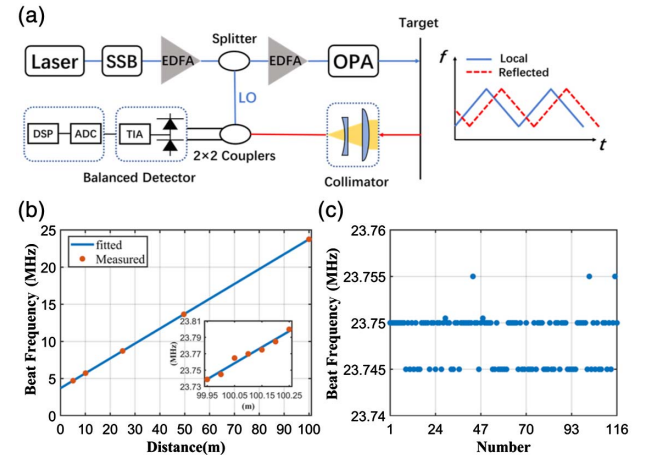 (a)
Target
Splitter
Laser
SSB
EDFA
EDFA
OPA
LO
DSP
ADC
TIA
2×2 Couplers
Balanced Detector
Collimator
f
Local
Reflected
t
(b)
25
20
15
10
5
0
Beat Frequency (MHz)
fitted
Measured
23.81
23.79
23.77
23.75
23.73
(MHz)
99.95 100.05 100.15 100.25
(m)
0 10 20 30 40 50 60 70 80 90 100
Distance(m)
(c)
23.76
23.755
23.75
23.745
23.74
Beat Frequency (MHz)
1 24 47 70 93 116
Number